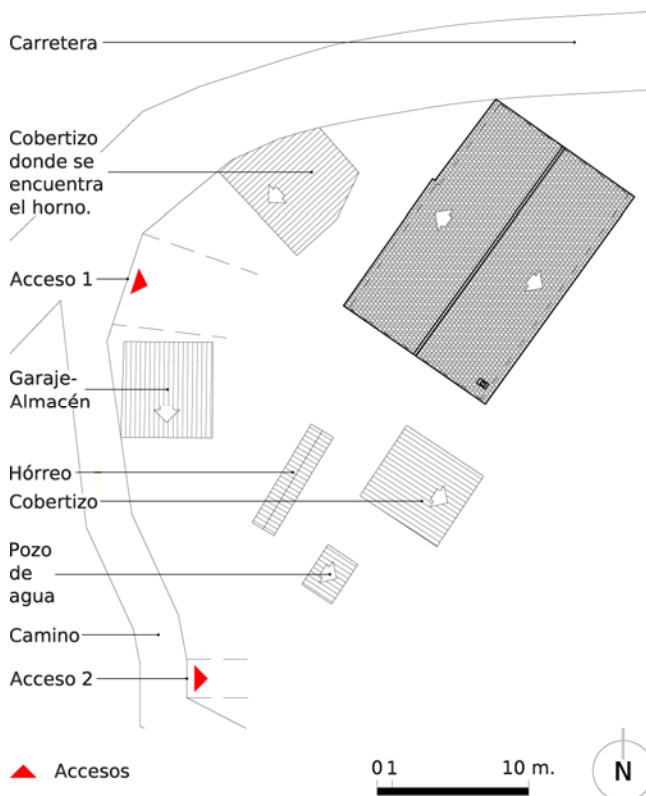 Carretera
Cobertizo
donde se
encuentra
el horno.
Acceso 1
Garaje-
Almacén
Hórreo
Cobertizo
Pozo
de
agua
Camino
Acceso 2
Accesos
0 1 10 m.
N